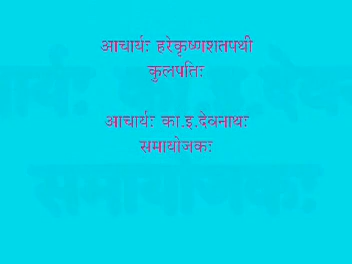 आचार्यः हरेकृष्णशतपथी
कुलपतिः
आचार्यः का.इ.देवनाथः
समायोजकः